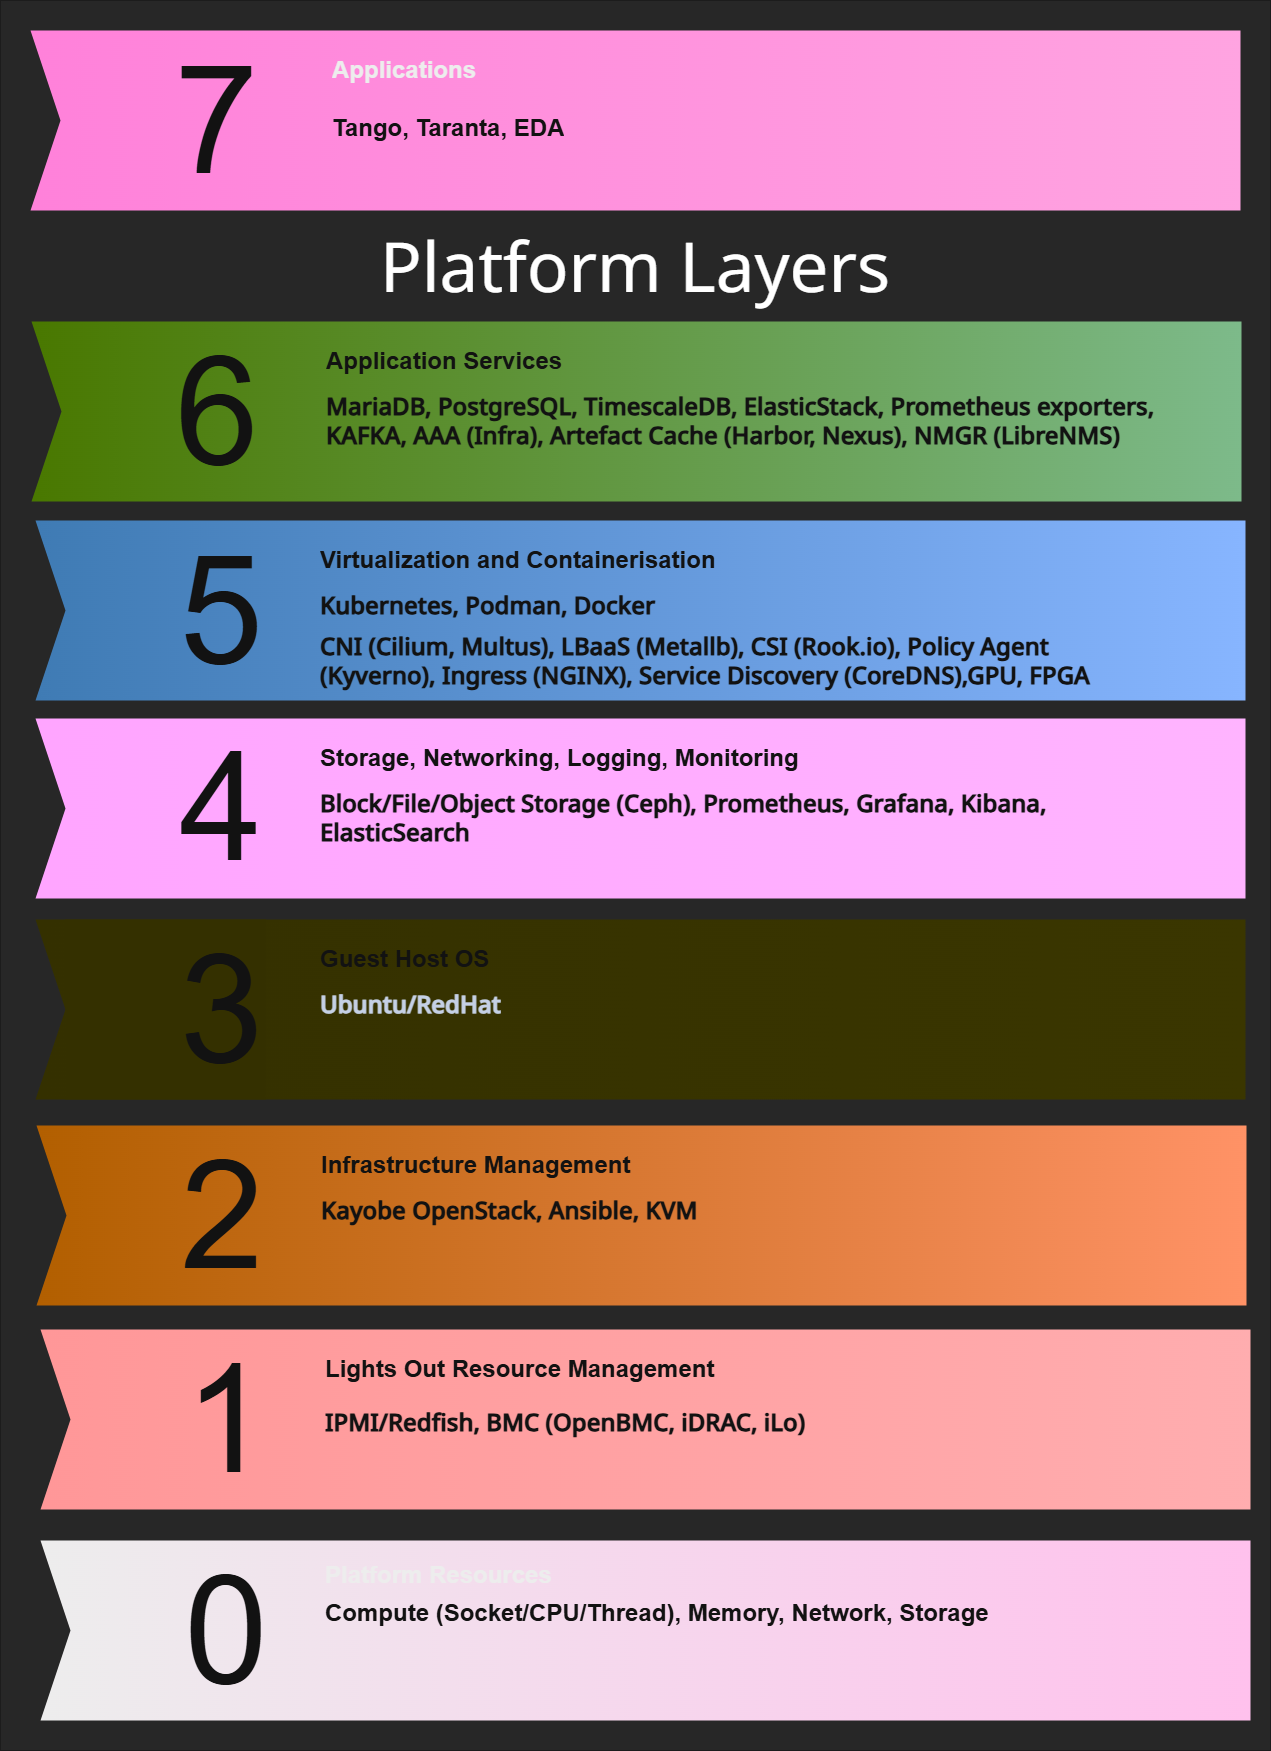 7
Applications
Tango, Taranta, EDA
Platform Layers
6
Application Services
MariaDB, PostgreSQL, TimescaleDB, ElasticStack, Prometheus exporters,
KAFKA, AAA (Infra), Artefact Cache (Harbor, Nexus), NMGR (LibreNMS)
5
Virtualization and Containerisation
Kubernetes, Podman, Docker
CNI (Cilium, Multus), LBaaS (Metallb), CSI (Rook.io), Policy Agent
(Kyverno), Ingress (NGINX), Service Discovery (CoreDNS),GPU, FPGA
4
Storage, Networking, Logging, Monitoring
Block/File/Object Storage (Ceph), Prometheus, Grafana, Kibana,
ElasticSearch
3
Guest Host OS
Ubuntu/RedHat
2
Infrastructure Management
Kayobe OpenStack, Ansible, KVM
1
Lights Out Resource Management
IPMI/Redfish, BMC (OpenBMC, iDRAC, iLo)
0
Platform Resources
Compute (Socket/CPU/Thread), Memory, Network, Storage